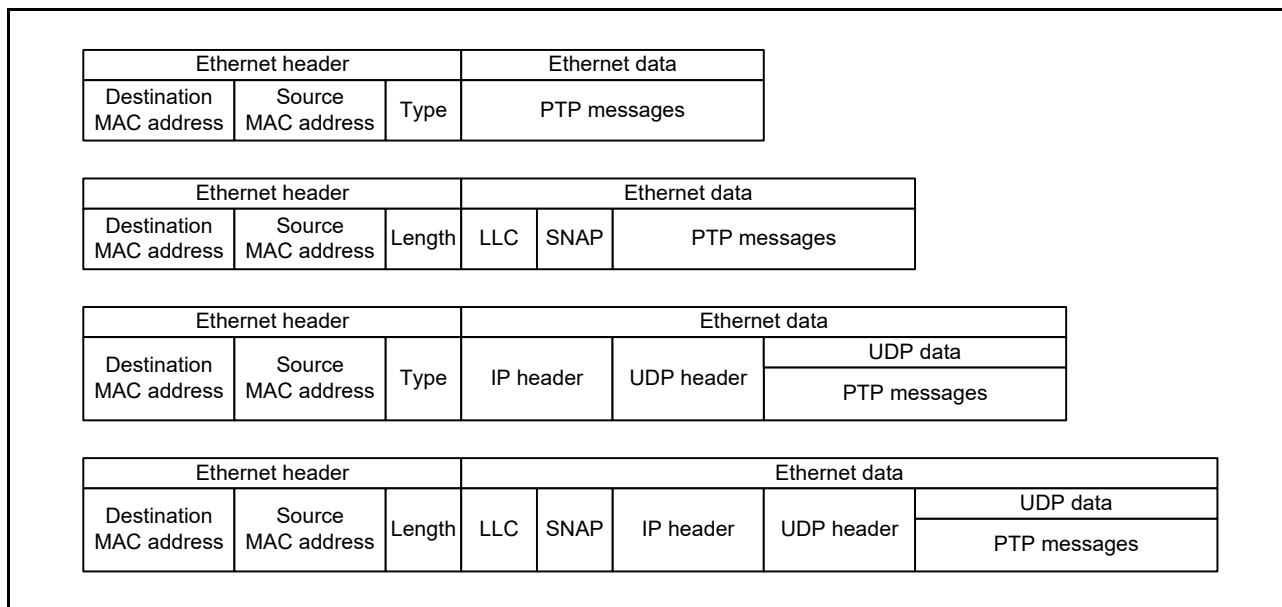 Ethernet header Ethernet data
Destination MAC address Source MAC address Type PTP messages
Ethernet header Ethernet data
Destination MAC address Source MAC address Length LLC SNAP PTP messages
Ethernet header Ethernet data
Destination MAC address Source MAC address Type IP header UDP header UDP data
PTP messages
Ethernet header Ethernet data
Destination MAC address Source MAC address Length LLC SNAP IP header UDP header UDP data
PTP messages